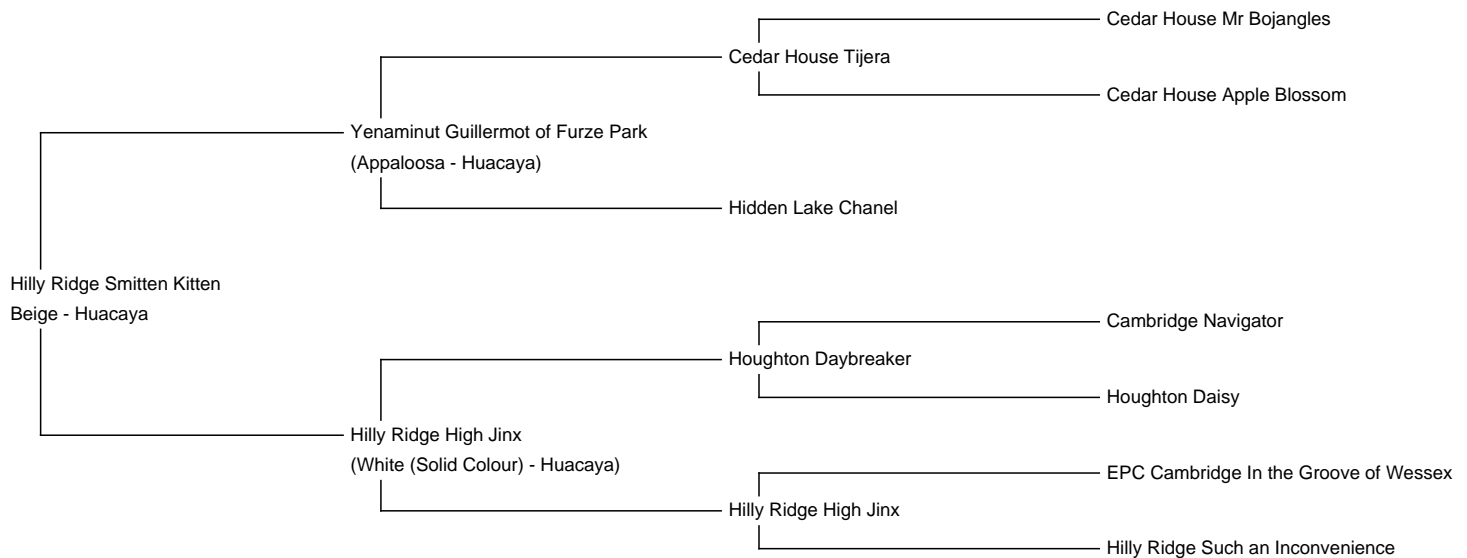 Cedar House Mr Bojangles
Cedar House Tijera
Cedar House Apple Blossom
Yenaminut Guillermot of Furze Park
(Appaloosa - Huacaya)
Hidden Lake Chanel
Hilly Ridge Smitten Kitten
Beige - Huacaya
Cambridge Navigator
Houghton Daybreaker
Houghton Daisy
Hilly Ridge High Jinx
(White (Solid Colour) - Huacaya)
EPC Cambridge In the Groove of Wessex
Hilly Ridge High Jinx
Hilly Ridge Such an Inconvenience